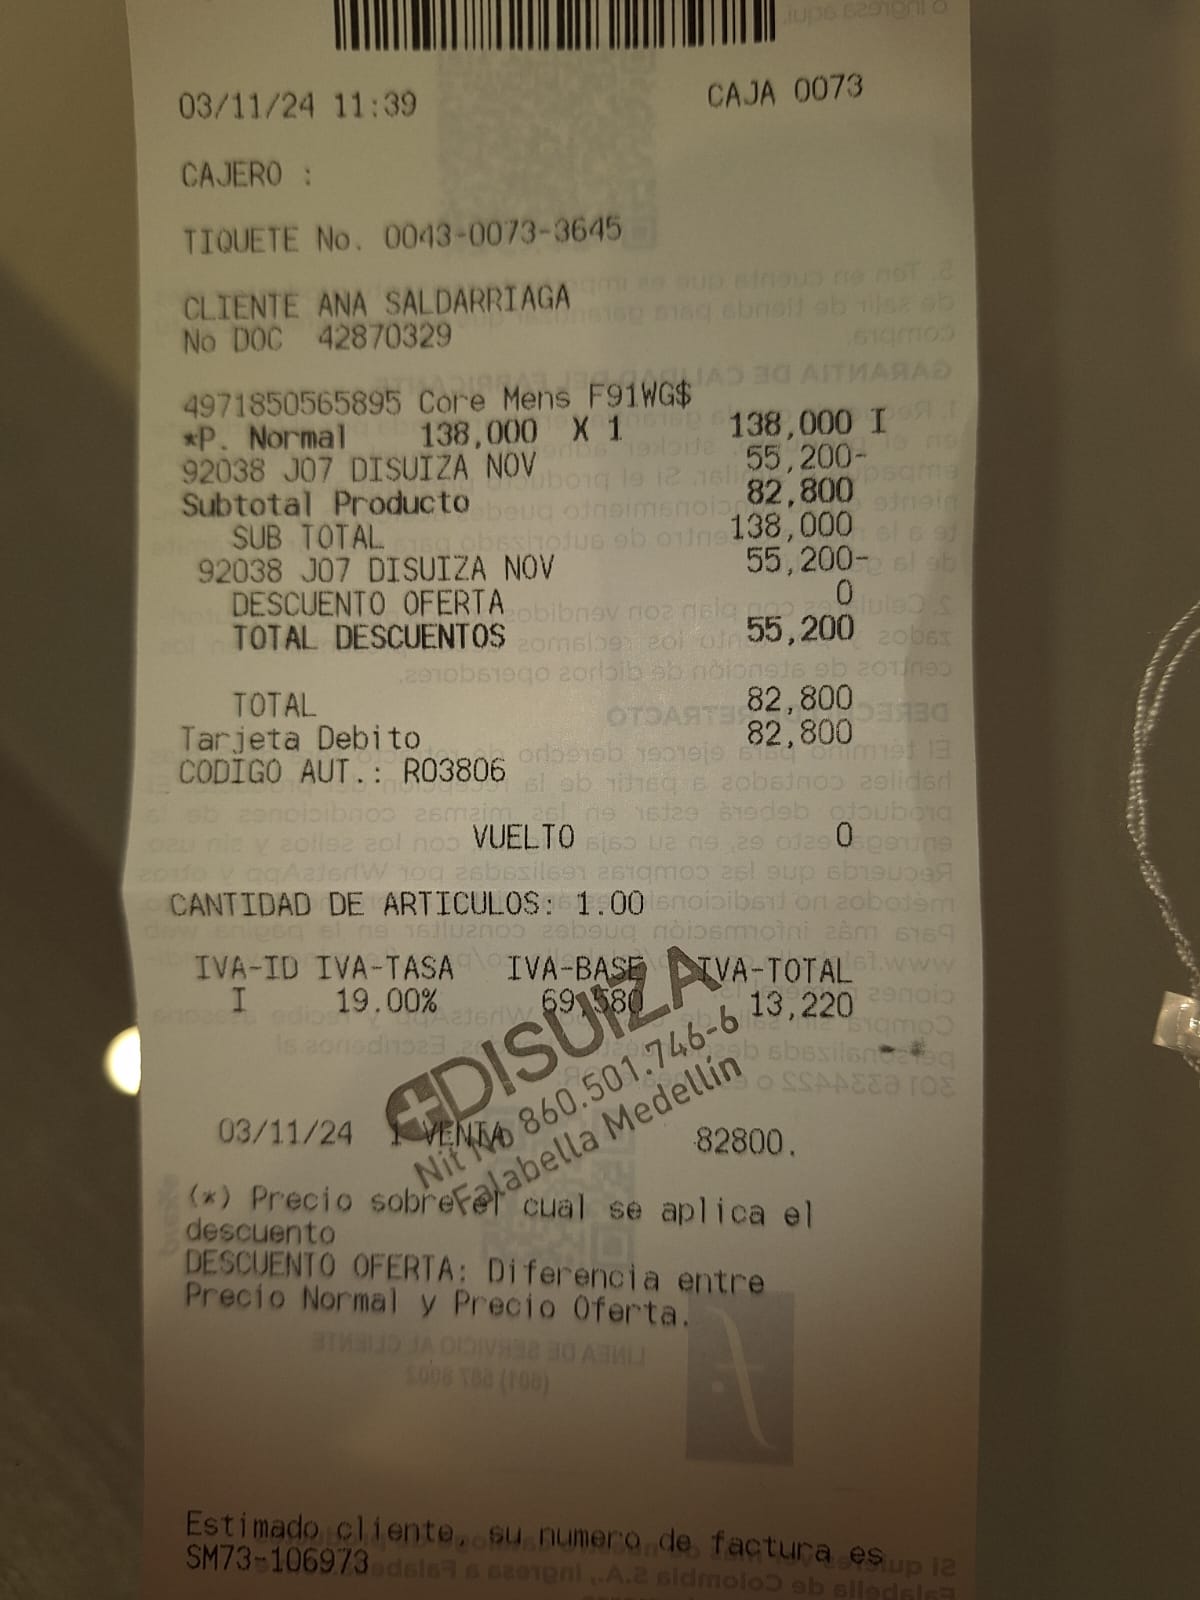 03/11/24 11:39 CAJA 0073
CAJERO :
TIQUETE No. 0043-0073-3645
CLIENTE ANA SALDARRIAGA
No DOC 42870329
4971850565895 Core Mens F91WG$
*P. Normal 138,000 X 1 138,000 I
92038 J07 DISUIZA NOV 55,200-
Subtotal Producto 82,800
SUB TOTAL 138,000
92038 J07 DISUIZA NOV 55,200-
DESCUENTO OFERTA 0
TOTAL DESCUENTOS 55,200
TOTAL 82,800
Tarjeta Debito 82,800
CODIGO AUT.: R03806
VUELTO 0
CANTIDAD DE ARTICULOS: 1.00
IVA-ID IVA-TASA IVA-BASE IVA-TOTAL
I 19.00% 69,580 13,220
DISUIZA
Nit No 860.501.746-6
Falabella Medellín
03/11/24 1 VENTA 82800.
(*) Precio sobre el cual se aplica el
descuento
DESCUENTO OFERTA: Diferencia entre
Precio Normal y Precio Oferta.
Estimado cliente, su numero de factura es
SM73-106973